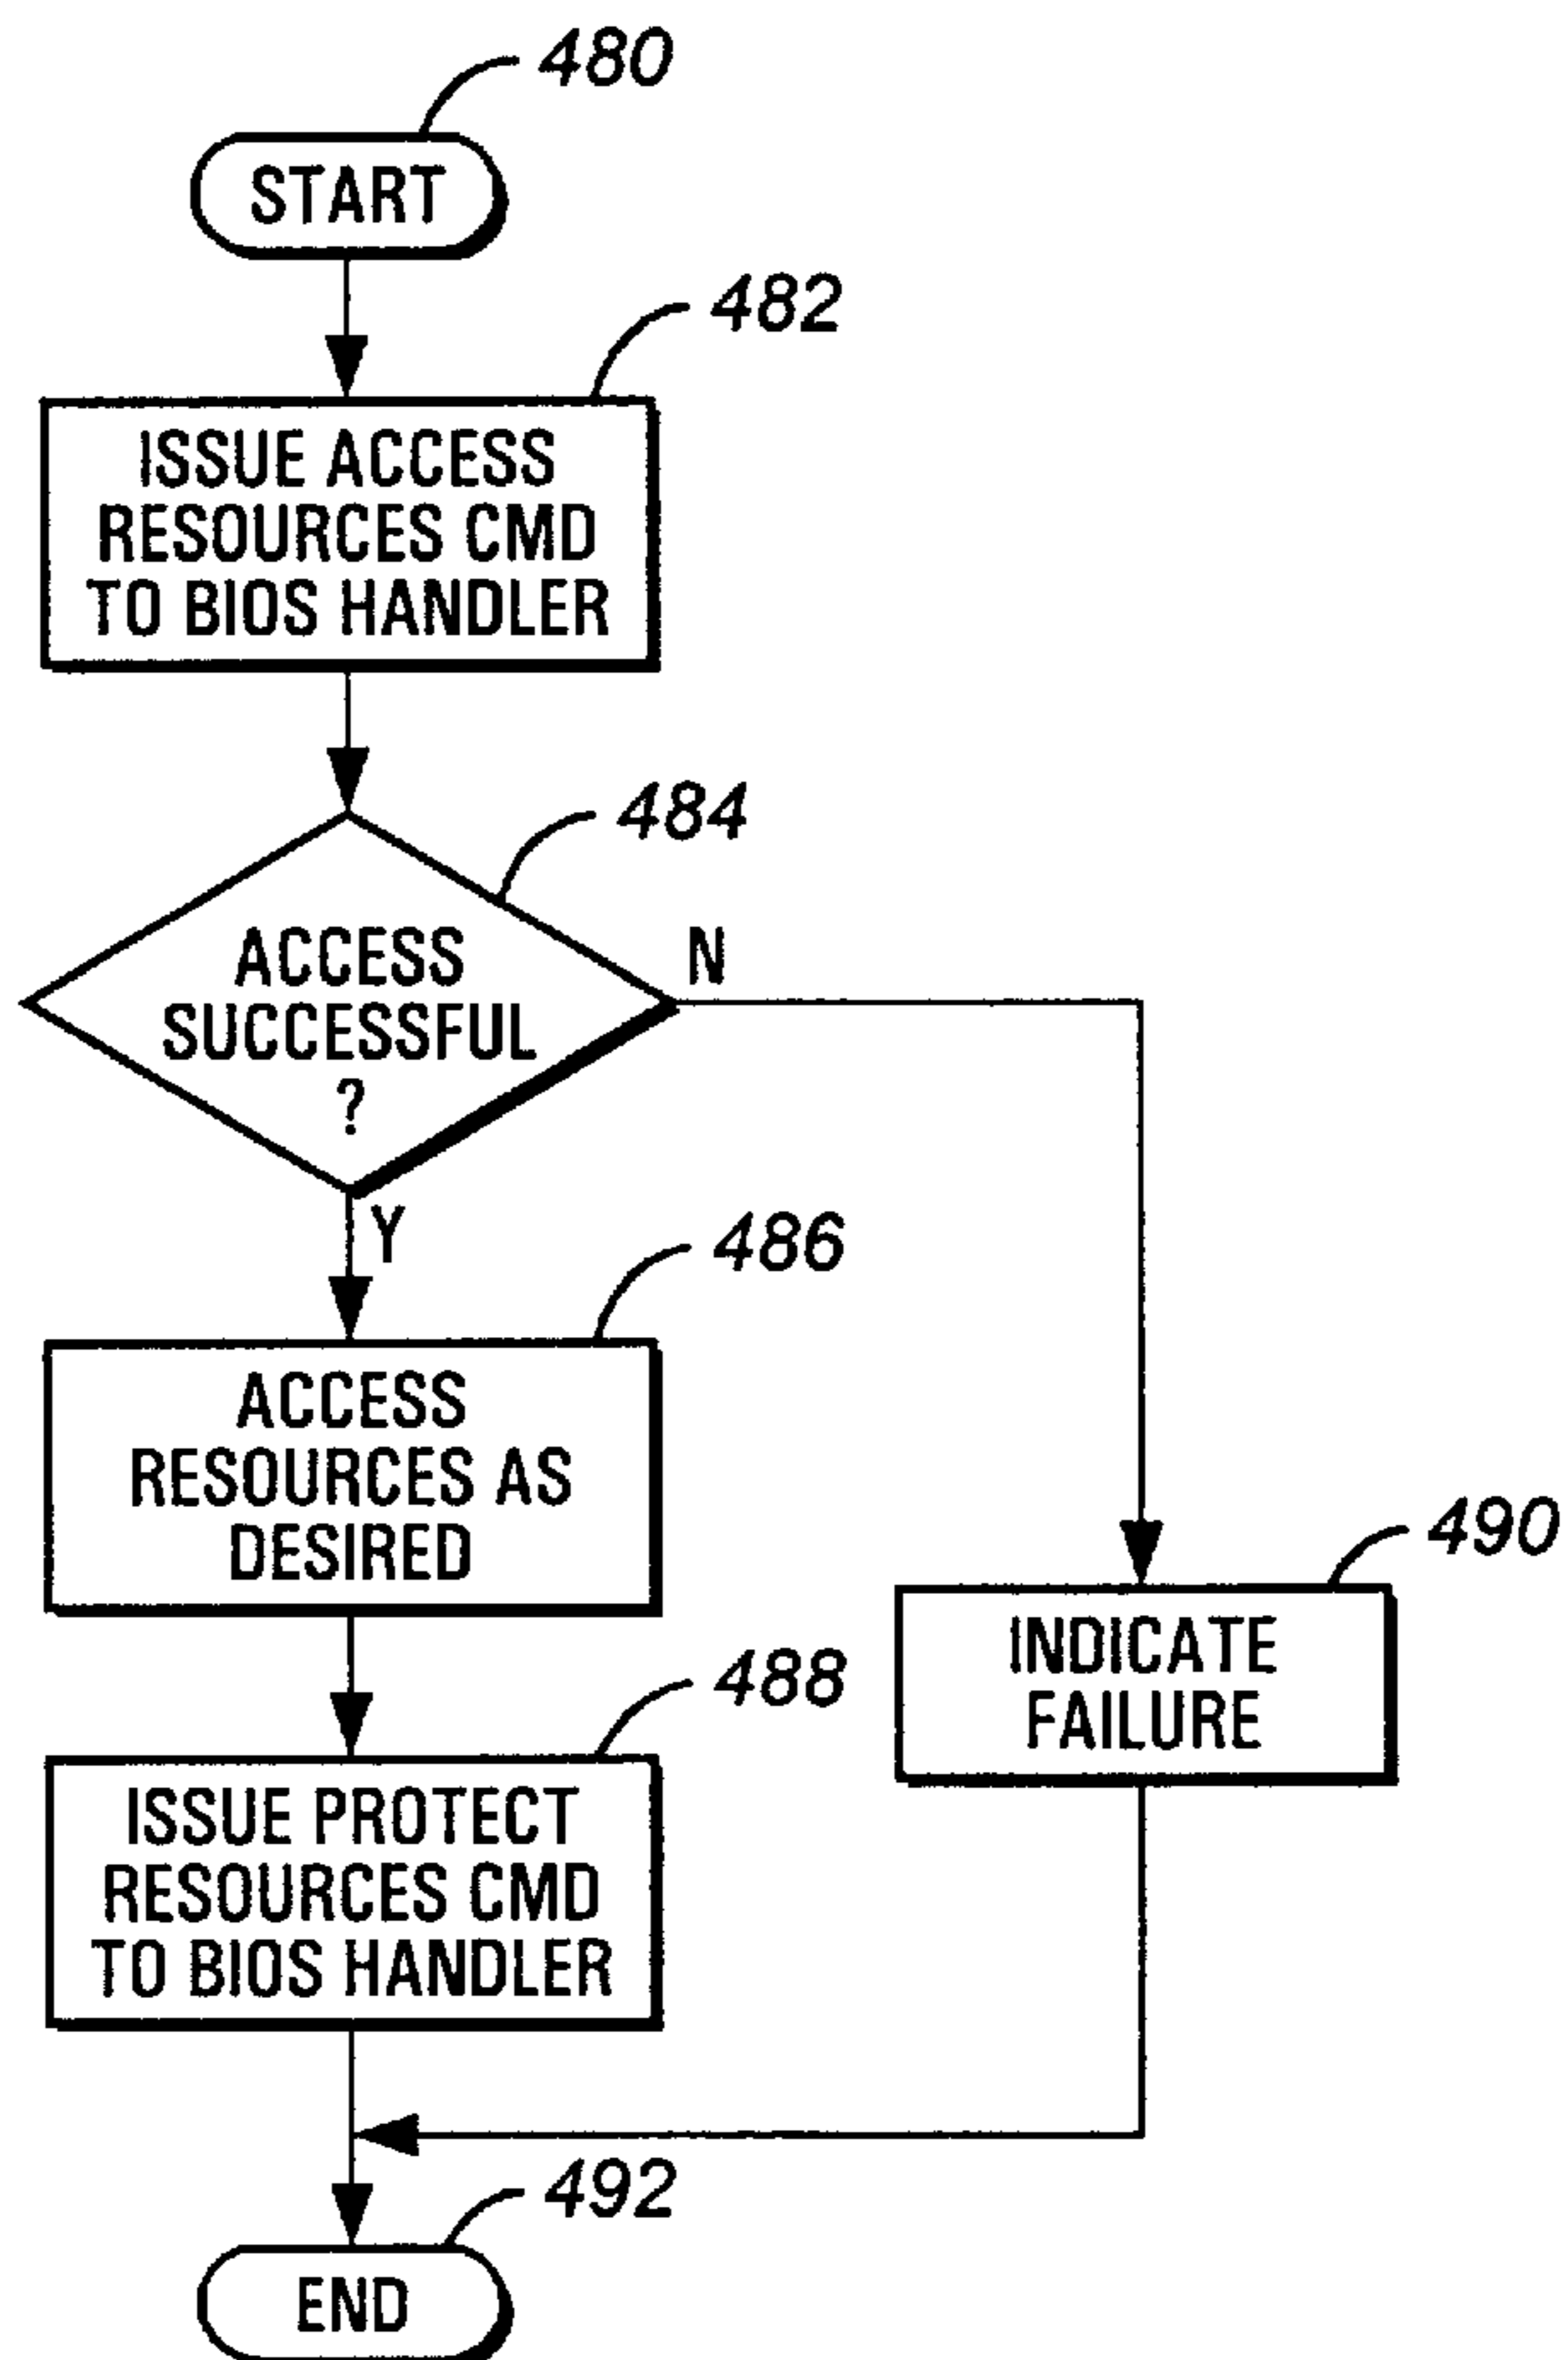 480
START
482
ISSUE ACCESS
RESOURCES CMD
TO BIOS HANDLER
484
ACCESS
SUCCESSFUL
?
N
Y
486
ACCESS
RESOURCES AS
DESIRED
490
INDICATE
FAILURE
488
ISSUE PROTECT
RESOURCES CMD
TO BIOS HANDLER
492
END